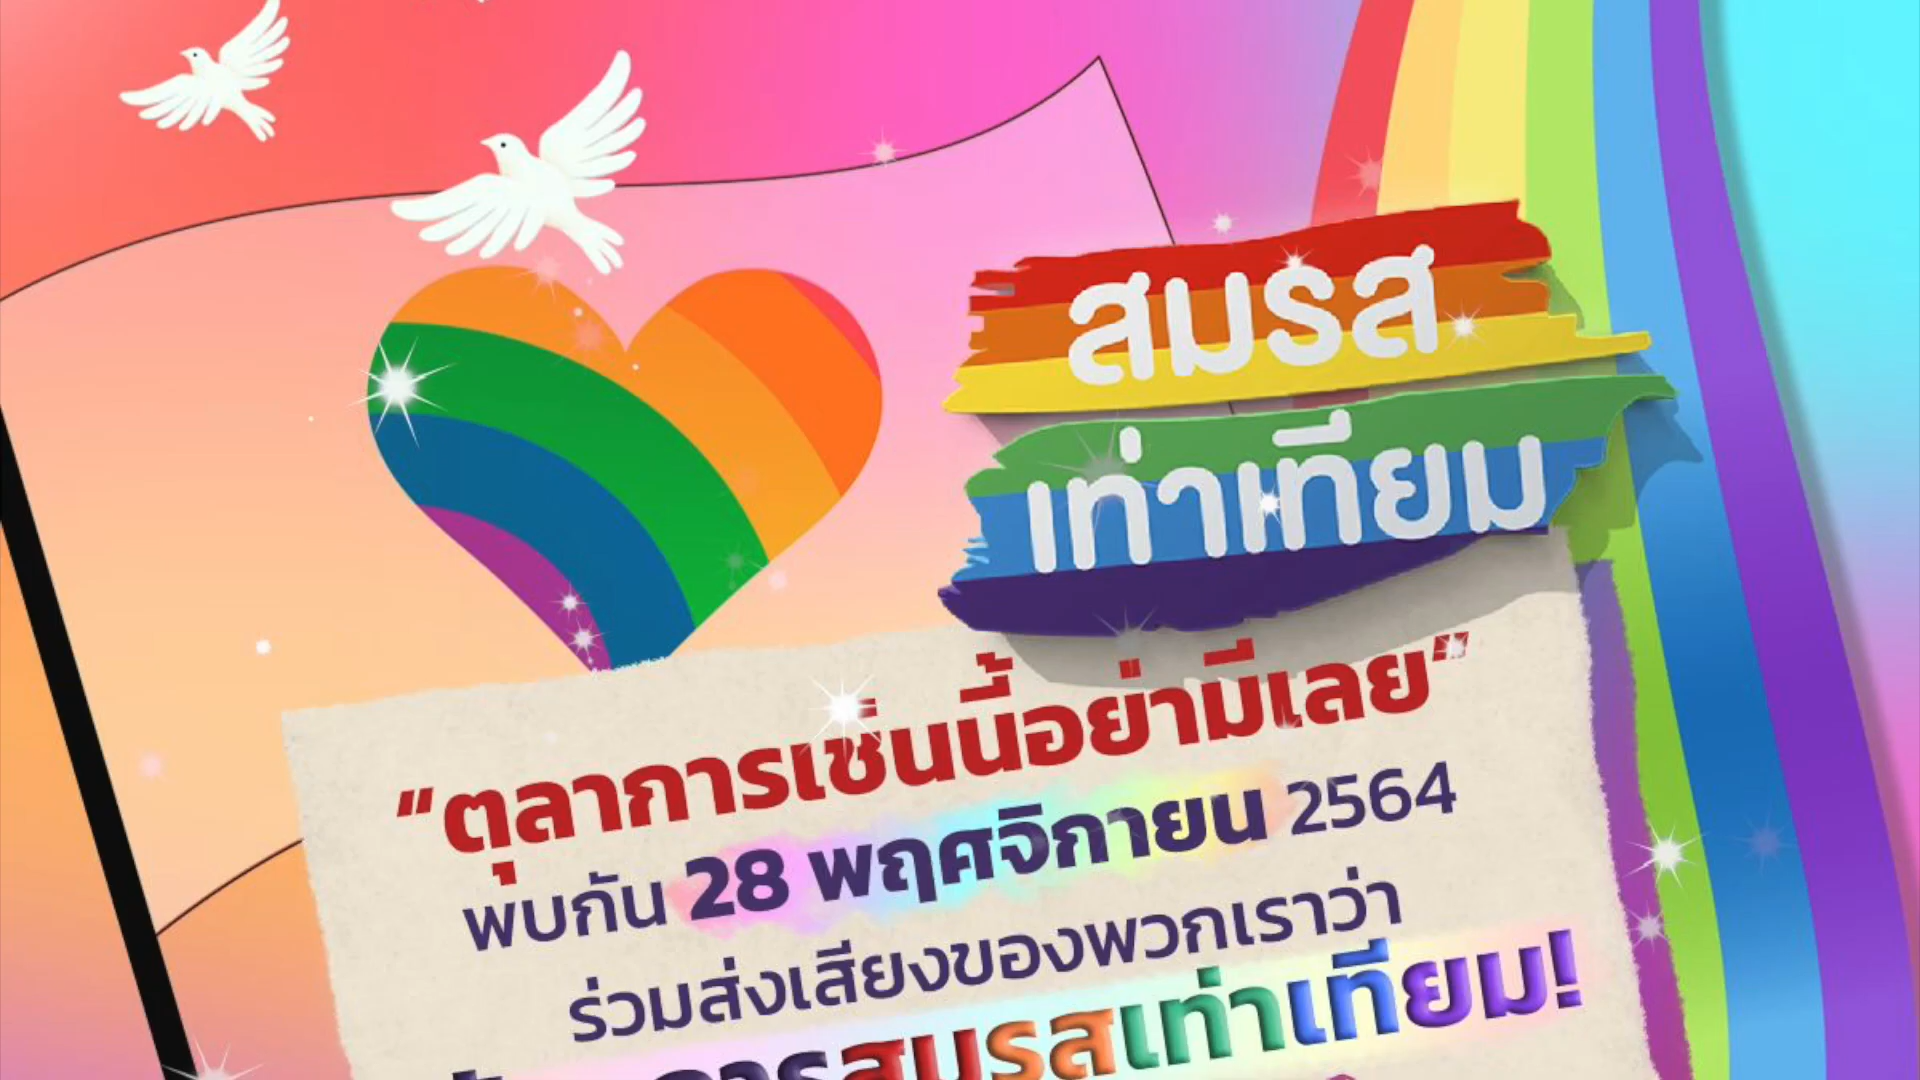 สมรส
เท่าเทียม
“ตุลาการเช่นนี้อย่ามีเลย”
พบกัน 28 พฤศจิกายน 2564
ร่วมส่งเสียงของพวกเราว่า
การสมรสเท่าเทียม!